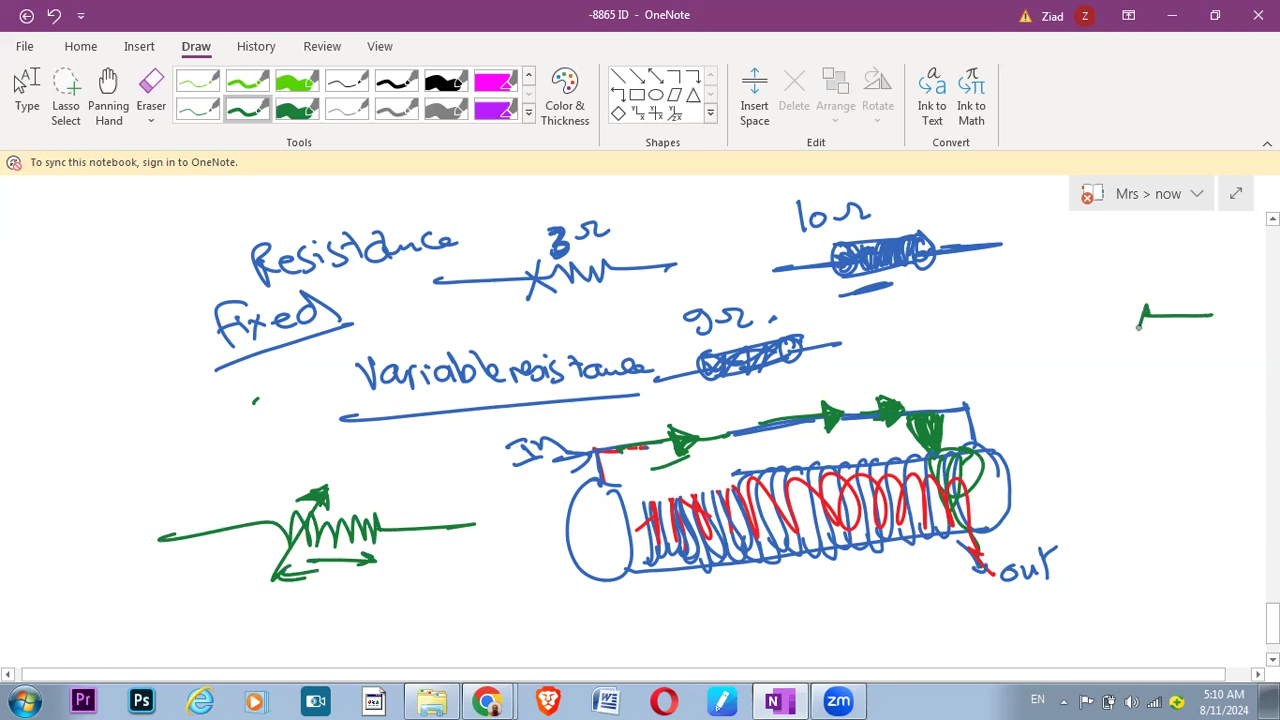 -8865 ID - OneNote
Ziad
Z
File Home Insert Draw History Review View
Type
Lasso Select
Panning Hand
Eraser
Color & Thickness
Insert Space
Delete
Arrange
Rotate
Ink to Text
Ink to Math
Tools
Shapes
Edit
Convert
To sync this notebook, sign in to OneNote.
Mrs > now
Resistance
3Ω
10Ω
fixed
9Ω
Variable resistance
In
out
Pr
Ps
EN
5:10 AM
8/11/2024